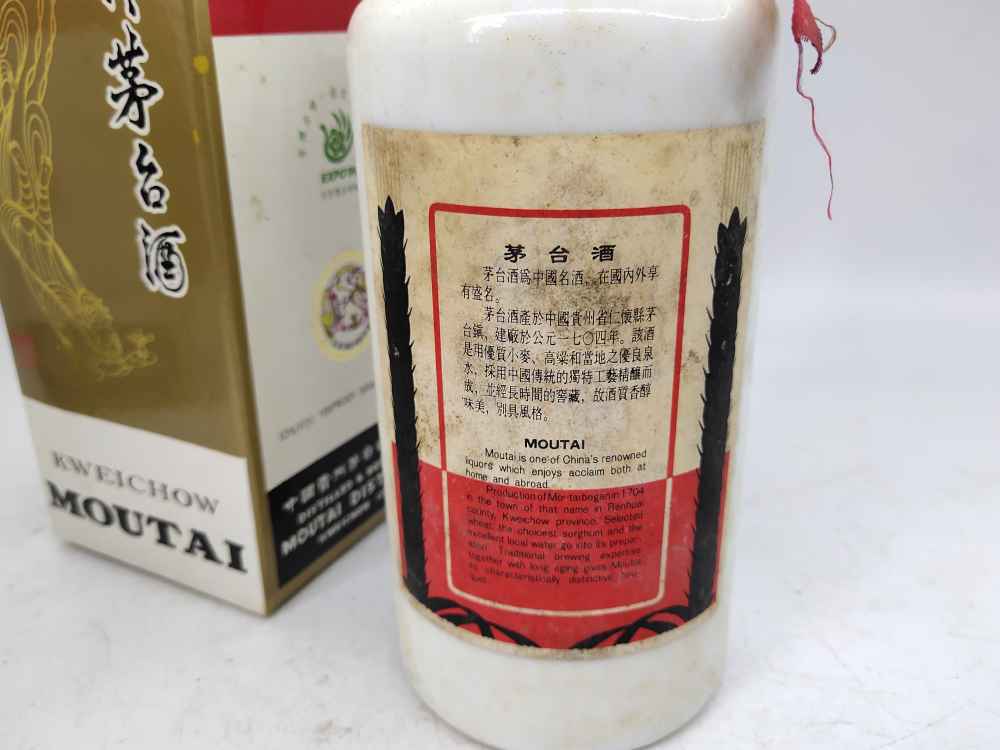 茅台酒
KWEICHOW
MOUTAI
MOUTAI
茅台酒
茅台酒爲中國名酒，在國內外享
有盛名。
茅台酒產於中國貴州省仁懷縣茅
台鎮，建廠於公元一七〇四年。該酒
是用優質小麥、高粱和當地之優良泉
水，採用中國傳統的獨特工藝精釀而
成，並經長時間的窖藏，故酒質香醇
味美，別具風格。
MOUTAI
Moutai is one of China's renowned
liquors which enjoys acclaim both at
home and abroad.
Production of Moutai began in 1704
in the town of that name in Renhuai
county, Kweichow province. Selected
wheat, the choicest sorghum and the
excellent local water go into its prepar-
ation. Traditional brewing expertise
together with long aging gives Moutai
its characteristically distinctive